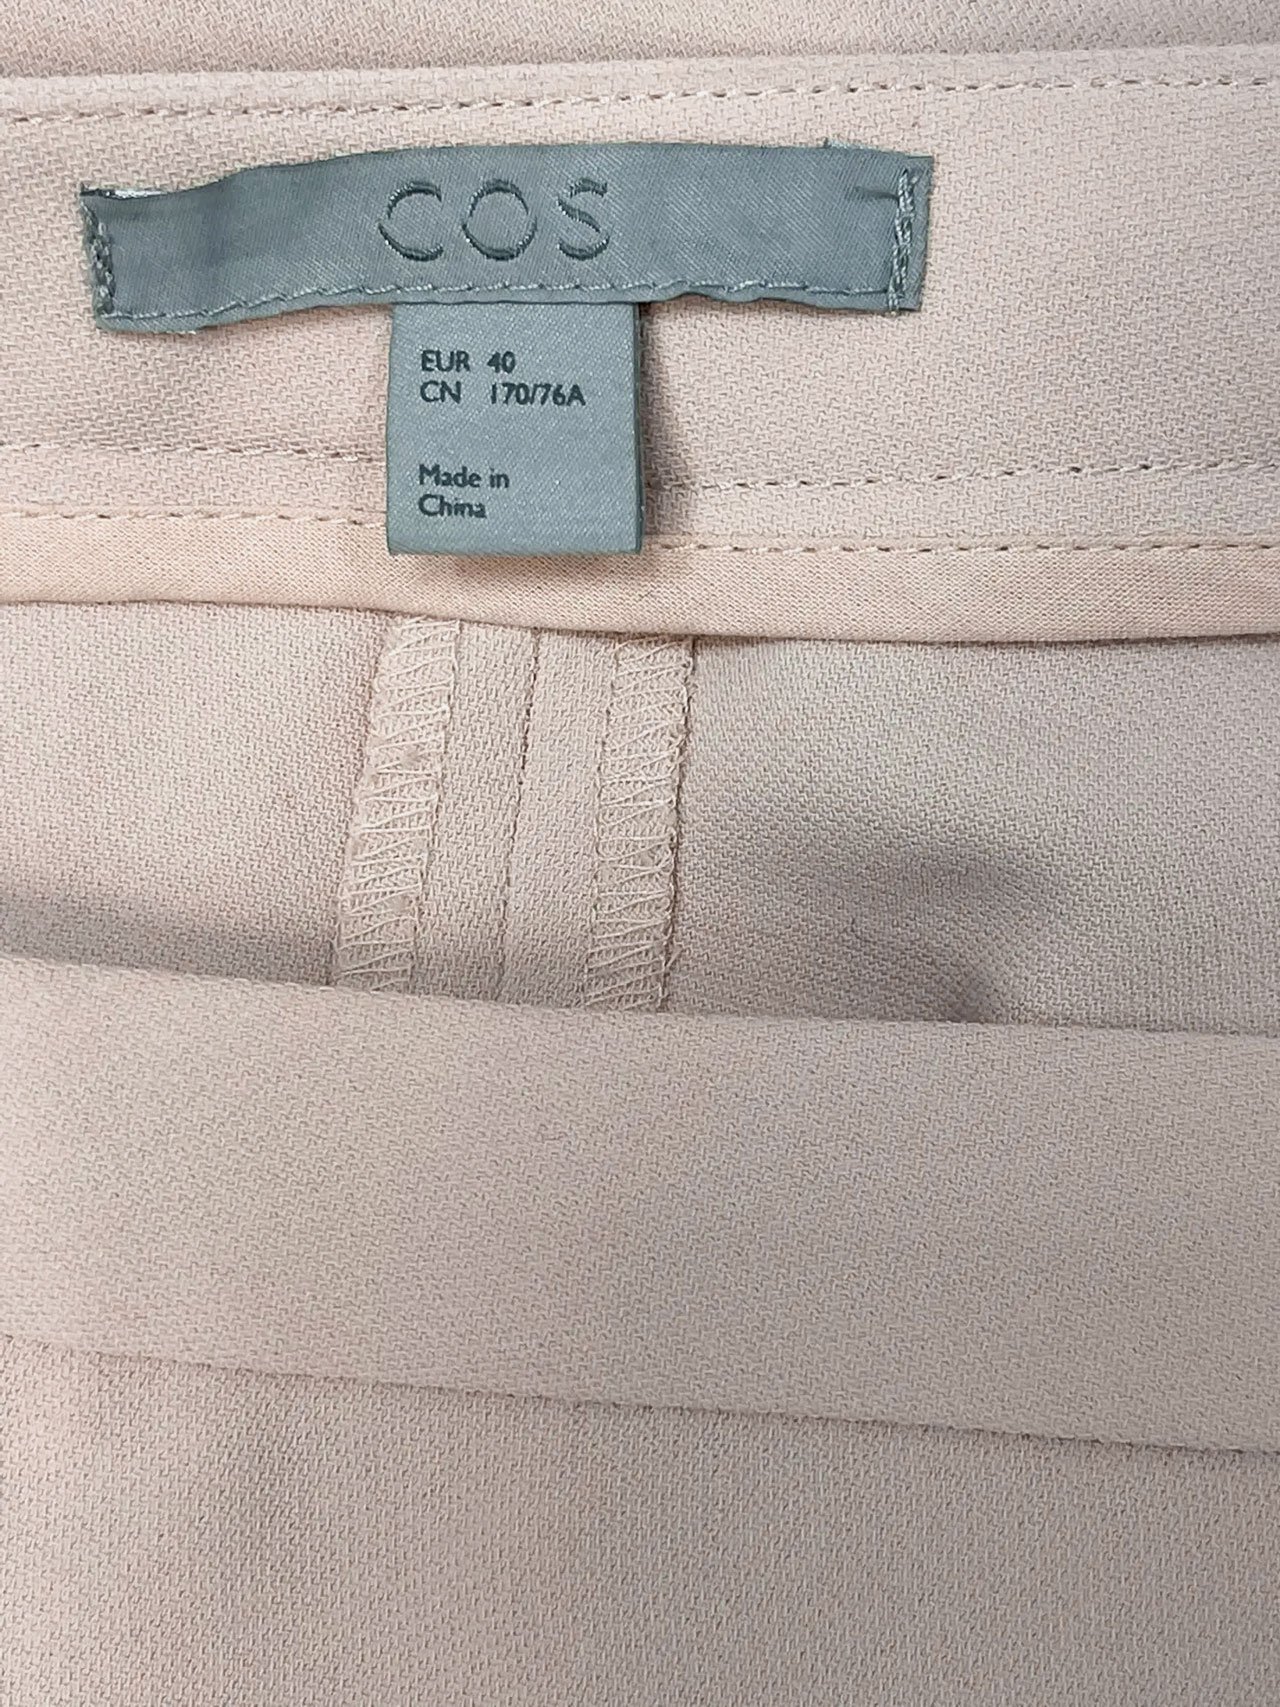 COS
EUR 40
CN 170/76A
Made in
China